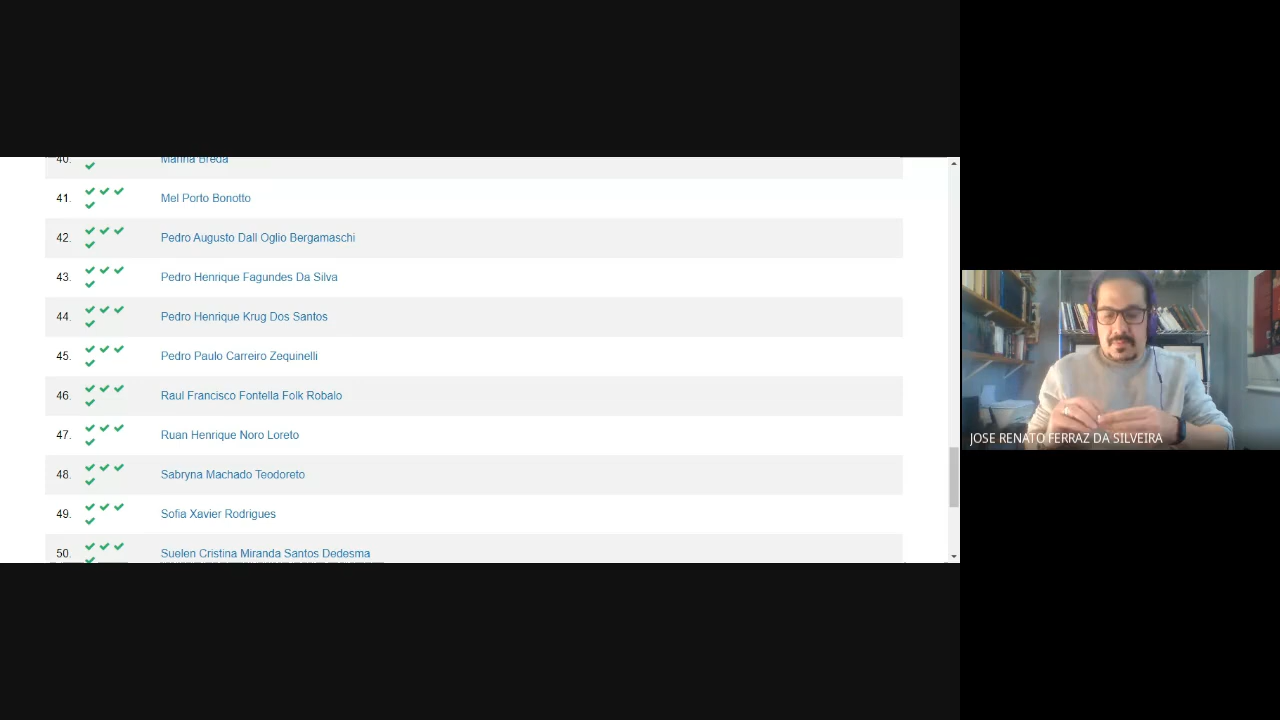 40. Marina Breda
41. Mel Porto Bonotto
42. Pedro Augusto Dall Oglio Bergamaschi
43. Pedro Henrique Fagundes Da Silva
44. Pedro Henrique Krug Dos Santos
45. Pedro Paulo Carreiro Zequinelli
46. Raul Francisco Fontella Folk Robalo
47. Ruan Henrique Noro Loreto
48. Sabryna Machado Teodoreto
49. Sofia Xavier Rodrigues
50. Suelen Cristina Miranda Santos Dedesma
JOSE RENATO FERRAZ DA SILVEIRA